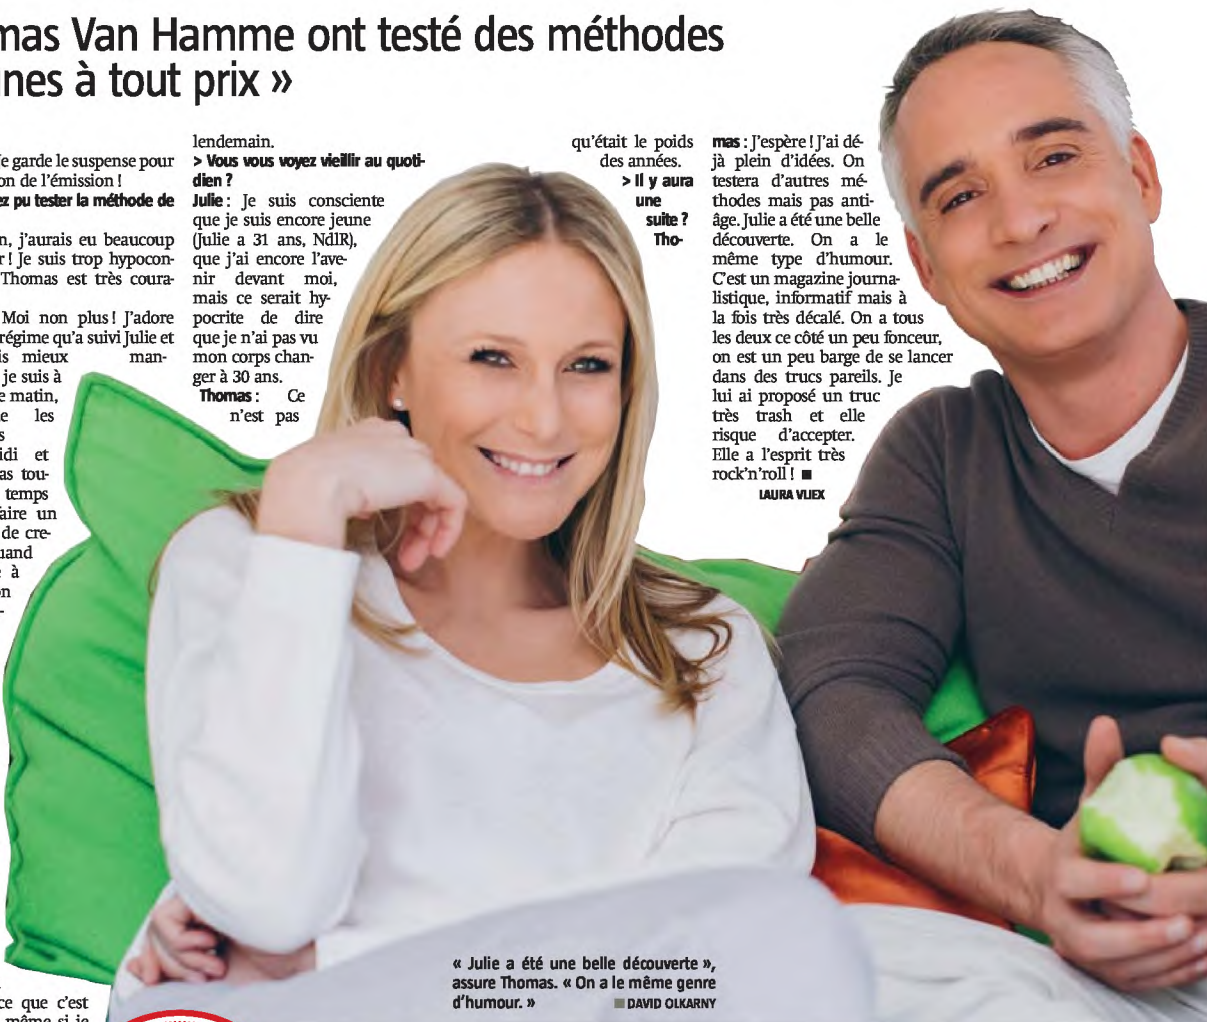 mas Van Hamme ont testé des méthodes
nes à tout prix »
e garde le suspense pour
on de l'émission !
ez pu tester la méthode de
n, j'aurais eu beaucoup
r ! Je suis trop hypocon-
Thomas est très coura-
Moi non plus ! J'adore
régime qu'a suivi Julie et
is mieux man-
je suis à
e matin,
e les
s
idi et
as tou-
temps
aire un
de cre-
uand
e à
on
-
ce que c'est
même si je
lendemain.
> Vous vous voyez vieillir au quoti-
dien ?
Julie : Je suis consciente
que je suis encore jeune
(Julie a 31 ans, NdlR),
que j'ai encore l'ave-
nir devant moi,
mais ce serait hy-
pocrite de dire
que je n'ai pas vu
mon corps chan-
ger à 30 ans.
Thomas : Ce
n'est pas
qu'était le poids
des années.
> Il y aura
une
suite ?
Tho-
mas : J'espère ! J'ai dé-
jà plein d'idées. On
testera d'autres mé-
thodes mais pas anti-
âge. Julie a été une belle
découverte. On a le
même type d'humour.
C'est un magazine journa-
listique, informatif mais à
la fois très décalé. On a tous
les deux ce côté un peu fonceur,
on est un peu barge de se lancer
dans des trucs pareils. Je
lui ai proposé un truc
très trash et elle
risque d'accepter.
Elle a l'esprit très
rock'n'roll ! ■
LAURA VLIEX
« Julie a été une belle découverte »,
assure Thomas. « On a le même genre
d'humour. » ■ DAVID OLKARNY